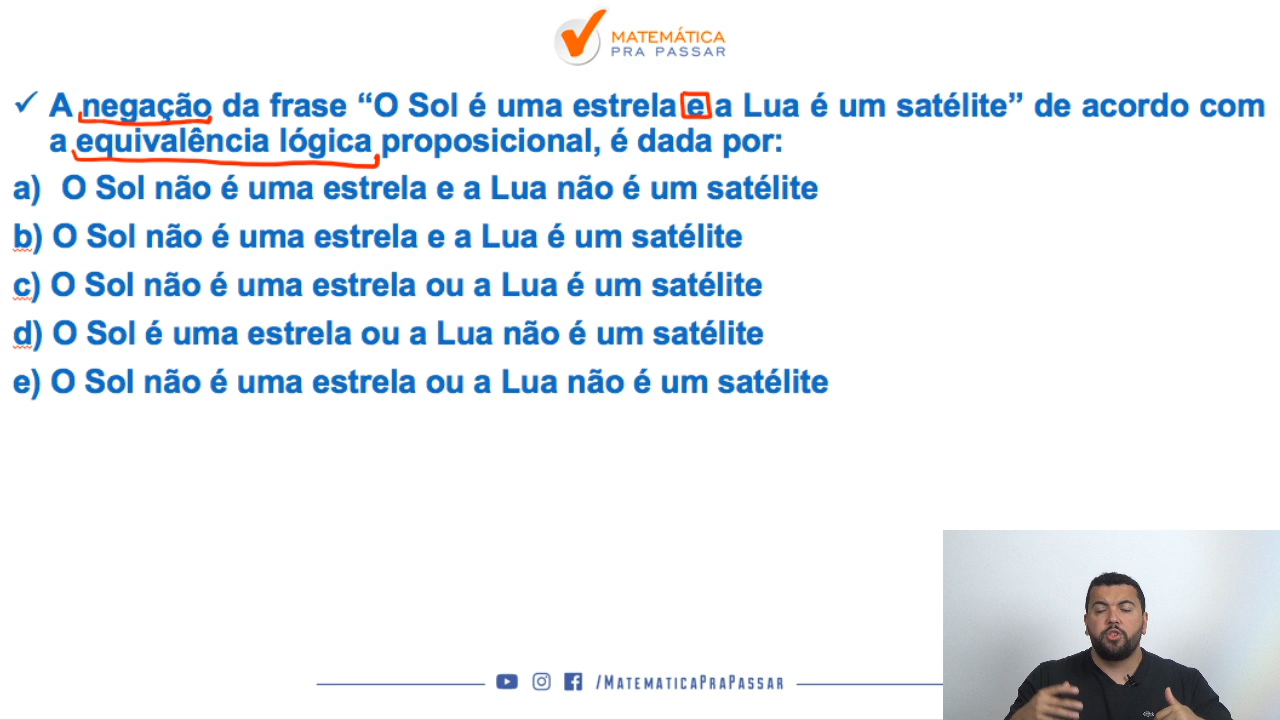 MATEMÁTICA
PRA PASSAR
✓ A negação da frase “O Sol é uma estrela e a Lua é um satélite” de acordo com
a equivalência lógica proposicional, é dada por:
a) O Sol não é uma estrela e a Lua não é um satélite
b) O Sol não é uma estrela e a Lua é um satélite
c) O Sol não é uma estrela ou a Lua é um satélite
d) O Sol é uma estrela ou a Lua não é um satélite
e) O Sol não é uma estrela ou a Lua não é um satélite
/MATEMATICAPRAPASSAR